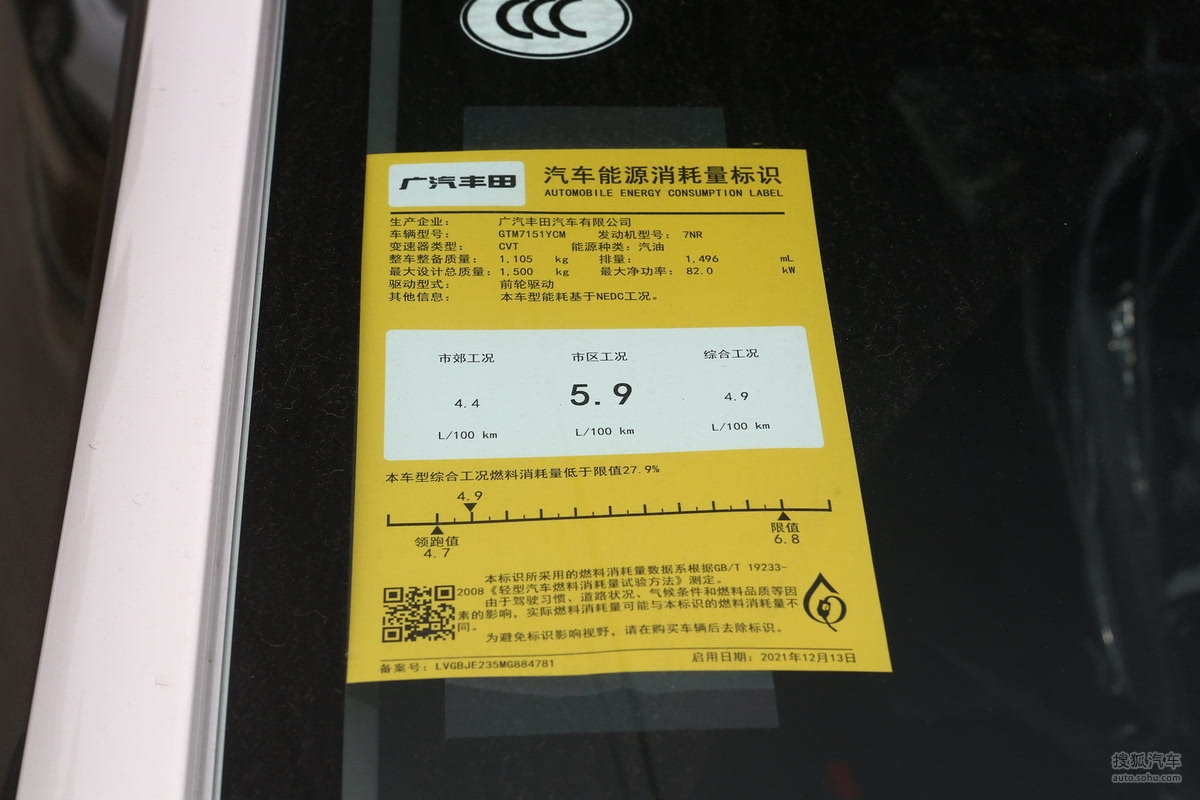 CCC
广汽丰田
汽车能源消耗量标识
AUTOMOBILE ENERGY CONSUMPTION LABEL
生产企业： 广汽丰田汽车有限公司
车辆型号： GTM7151YCM 发动机型号： 7NR
变速器类型： CVT 能源种类：汽油
整车整备质量： 1,105 kg 排量： 1,496 mL
最大设计总质量： 1,500 kg 最大净功率： 82.0 kW
驱动型式： 前轮驱动
其他信息： 本车型能耗基于NEDC工况。
市郊工况 市区工况 综合工况
4.4 5.9 4.9
L/100 km L/100 km L/100 km
本车型综合工况燃料消耗量低于限值27.9%
4.9
领跑值 限值
4.7 6.8
本标识所采用的燃料消耗量数据系根据GB/T 19233-
2008《轻型汽车燃料消耗量试验方法》测定。
由于驾驶习惯、道路状况、气候条件和燃料品质等因
素的影响，实际燃料消耗量可能与本标识的燃料消耗量不
同。
为避免标识影响视野，请在购买车辆后去除标识。
备案号：LVGBJE235MG884781 启用日期：2021年12月13日
搜狐汽车
auto.sohu.com